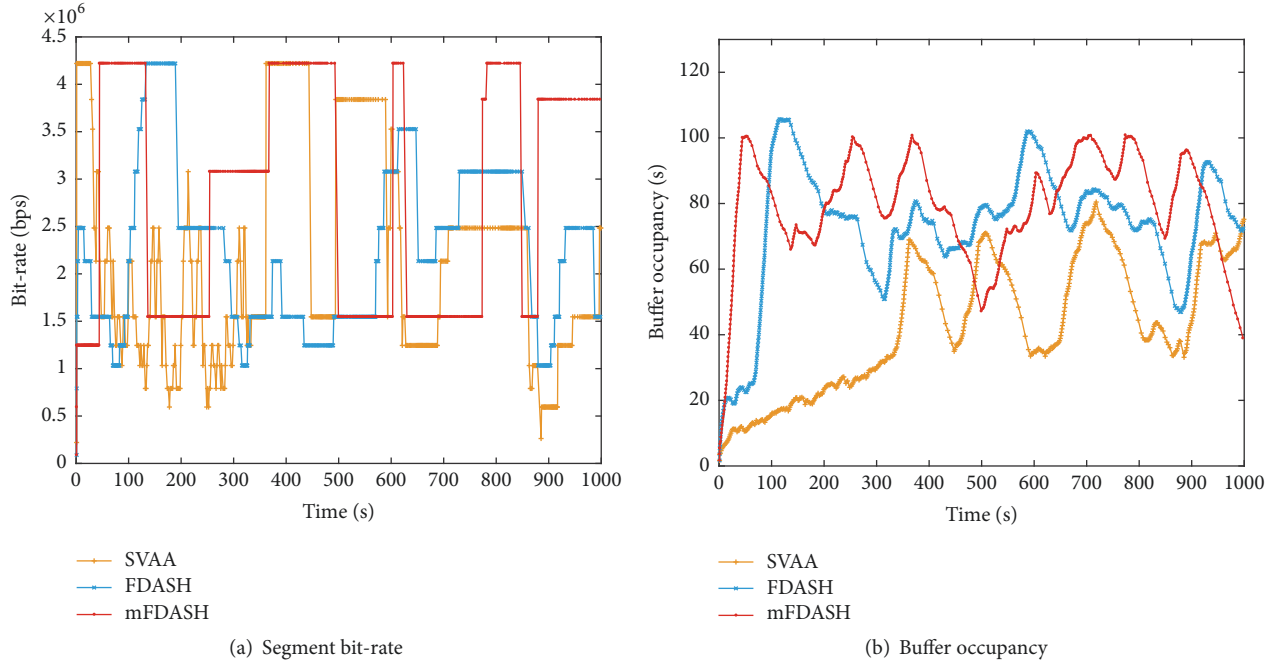 ×10⁶
4.5
4
3.5
3
2.5
2
1.5
1
0.5
0
Bit-rate (bps)
0 100 200 300 400 500 600 700 800 900 1000
Time (s)
SVAA
FDASH
mFDASH
(a) Segment bit-rate
120
100
80
60
40
20
0
Buffer occupancy (s)
0 100 200 300 400 500 600 700 800 900 1000
Time (s)
SVAA
FDASH
mFDASH
(b) Buffer occupancy